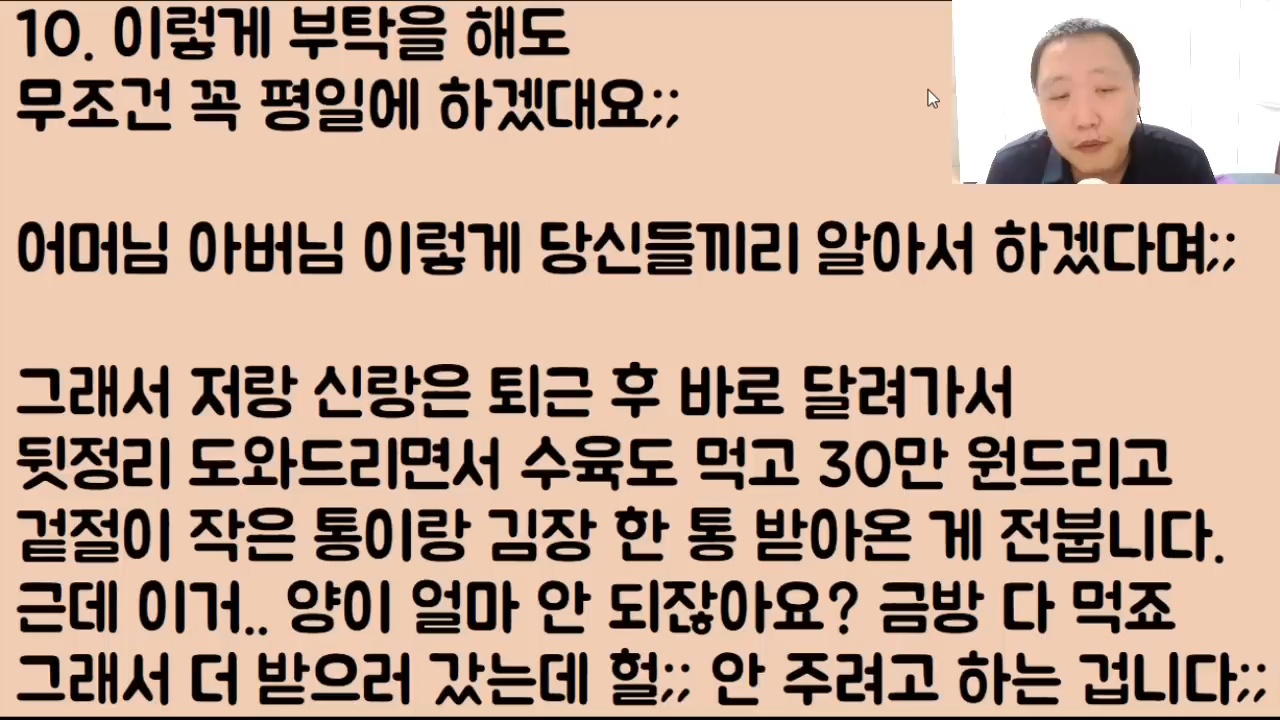 10. 이렇게 부탁을 해도
무조건 꼭 평일에 하겠대요;;
어머님 아버님 이렇게 당신들끼리 알아서 하겠다며;;
그래서 저랑 신랑은 퇴근 후 바로 달려가서
뒷정리 도와드리면서 수육도 먹고 30만 원드리고
겉절이 작은 통이랑 김장 한 통 받아온 게 전붑니다.
근데 이거.. 양이 얼마 안 되잖아요? 금방 다 먹죠
그래서 더 받으러 갔는데 헐;; 안 주려고 하는 겁니다;;